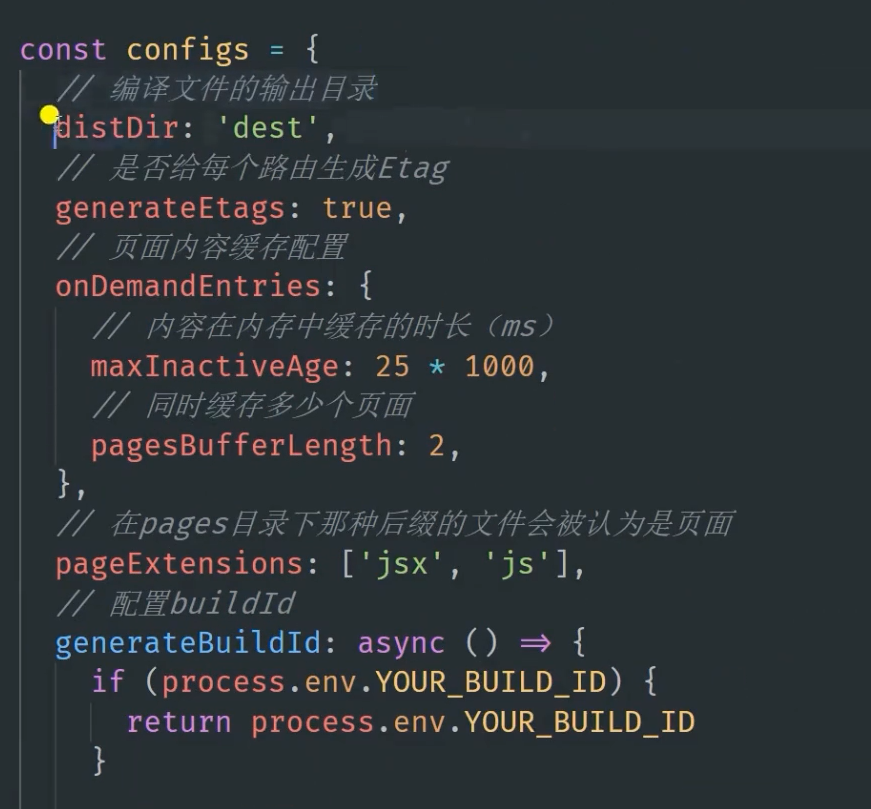 const configs = {
// 编译文件的输出目录
distDir: 'dest',
// 是否给每个路由生成Etag
generateEtags: true,
// 页面内容缓存配置
onDemandEntries: {
// 内容在内存中缓存的时长（ms）
maxInactiveAge: 25 * 1000,
// 同时缓存多少个页面
pagesBufferLength: 2,
},
// 在pages目录下那种后缀的文件会被认为是页面
pageExtensions: ['jsx', 'js'],
// 配置buildId
generateBuildId: async () => {
if (process.env.YOUR_BUILD_ID) {
return process.env.YOUR_BUILD_ID
}